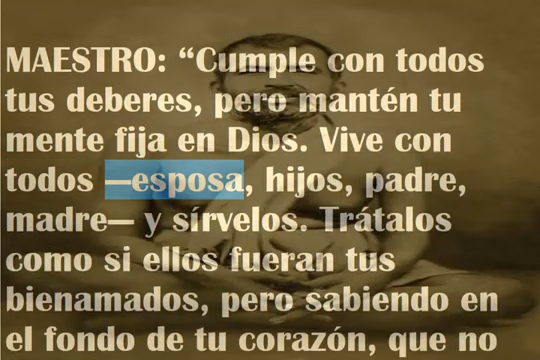 MAESTRO: “Cumple con todos
tus deberes, pero mantén tu
mente fija en Dios. Vive con
todos —esposa, hijos, padre,
madre— y sírvelos. Trátalos
como si ellos fueran tus
bienamados, pero sabiendo en
el fondo de tu corazón, que no